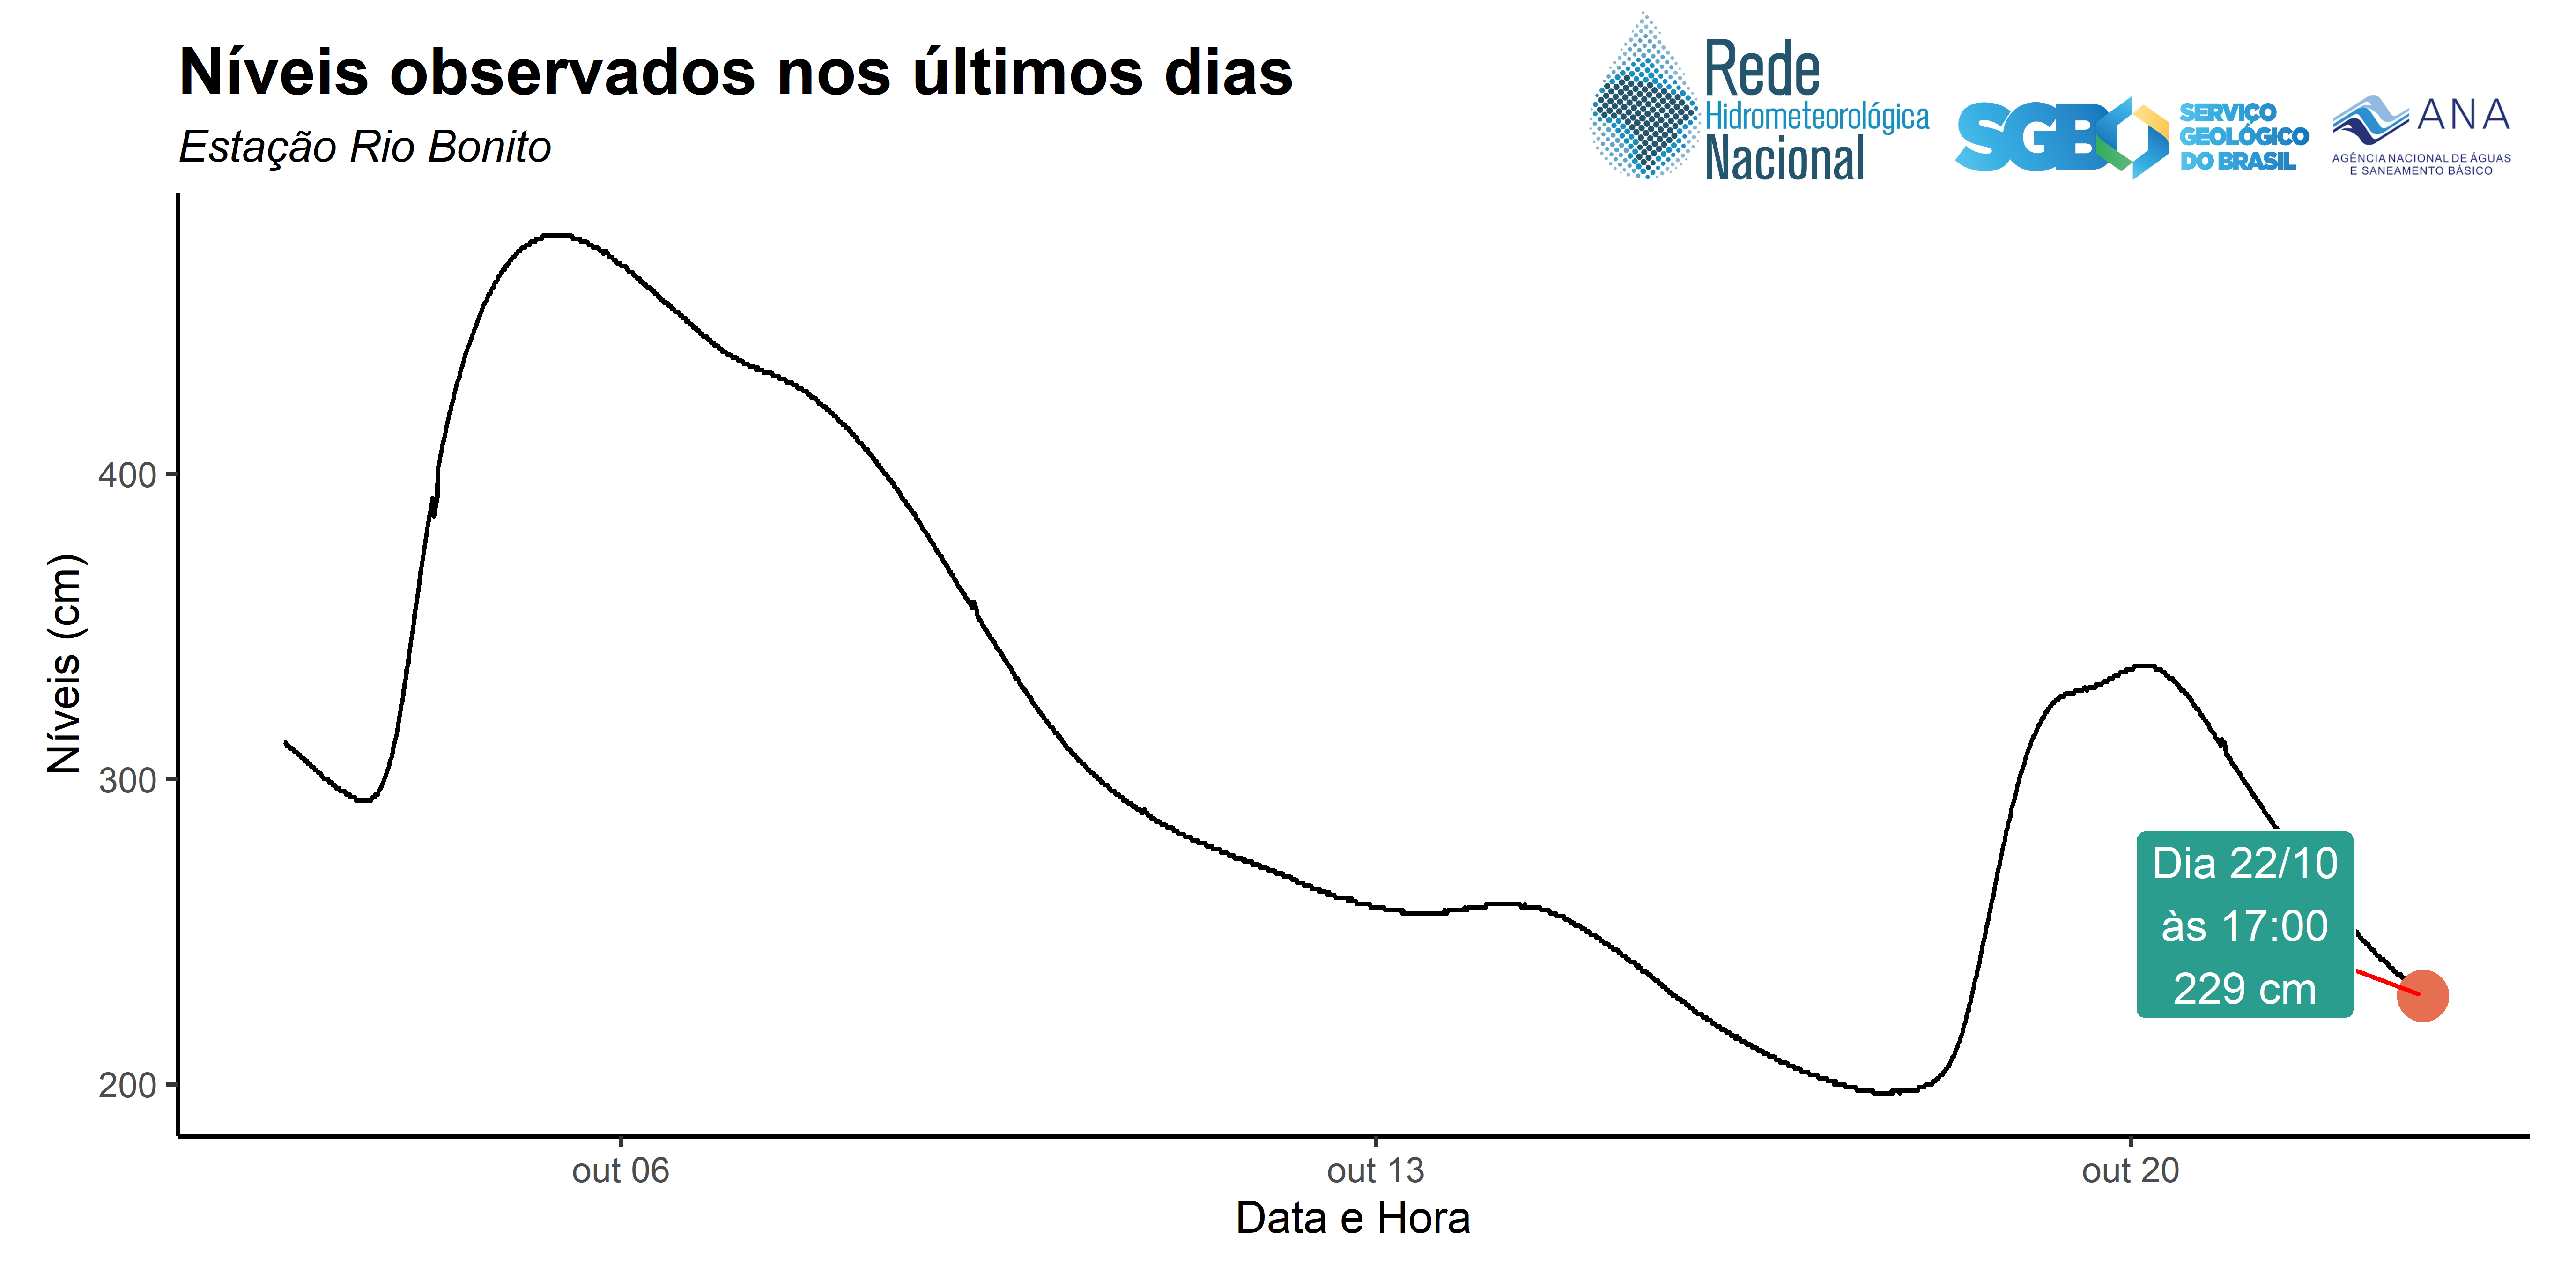 Níveis observados nos últimos dias
Estação Rio Bonito
Rede
Hidrometeorológica
Nacional
SGB
SERVIÇO
GEOLÓGICO
DO BRASIL
ANA
AGÊNCIA NACIONAL DE ÁGUAS
E SANEAMENTO BÁSICO
Níveis (cm)
400
300
200
Dia 22/10
às 17:00
229 cm
out 06
out 13
out 20
Data e Hora